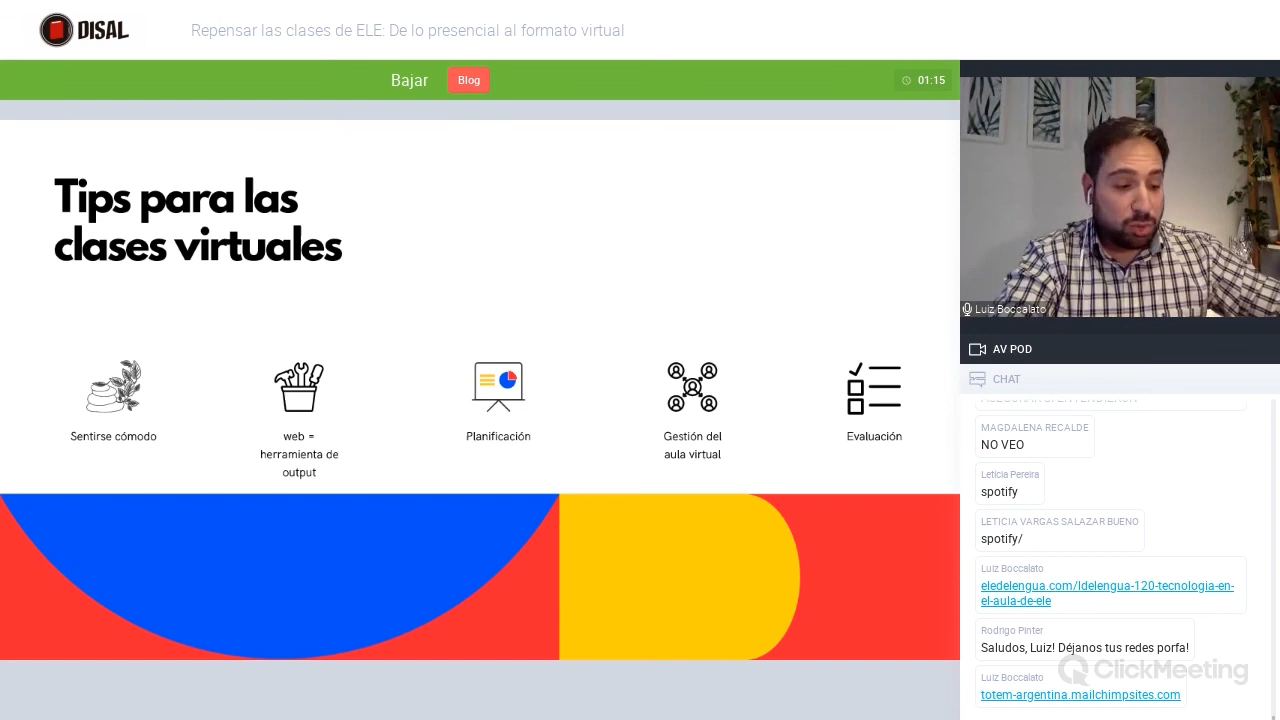 DISAL
Repensar las clases de ELE: De lo presencial al formato virtual
Bajar
Blog
01:15
Tips para las
clases virtuales
Sentirse cómodo
web =
herramienta de
output
Planificación
Gestión del
aula virtual
Evaluación
Luiz Boccalato
AV POD
CHAT
MAGDALENA RECALDE
NO VEO
Letícia Pereira
spotify
LETICIA VARGAS SALAZAR BUENO
spotify/
Luiz Boccalato
eledelengua.com/ldelengua-120-tecnologia-en-
el-aula-de-ele
Rodrigo Pinter
Saludos, Luiz! Déjanos tus redes porfa!
Luiz Boccalato
totem-argentina.mailchimpsites.com
ClickMeeting